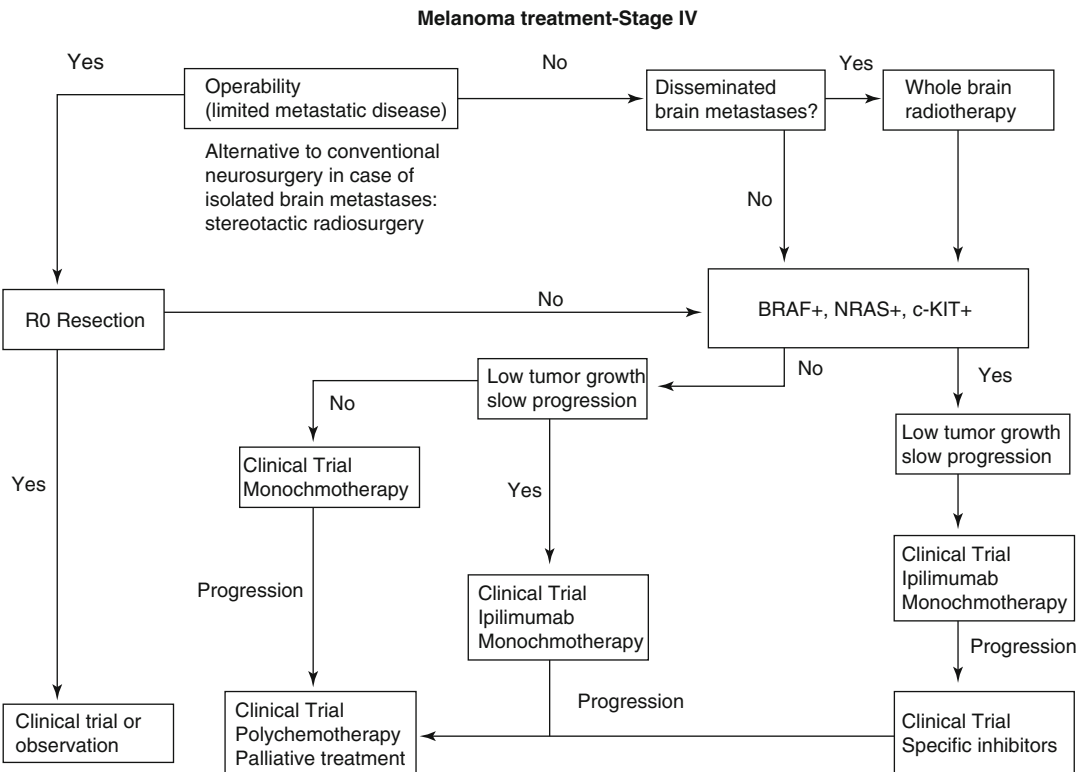 Melanoma treatment-Stage IV
Yes
Operability
(limited metastatic disease)
No
Disseminated
brain metastases?
Yes
Whole brain
radiotherapy
Alternative to conventional
neurosurgery in case of
isolated brain metastases:
stereotactic radiosurgery
No
R0 Resection
No
BRAF+, NRAS+, c-KIT+
No
Yes
Low tumor growth
slow progression
No
Low tumor growth
slow progression
Clinical Trial
Monochmotherapy
Yes
Yes
Clinical Trial
Ipilimumab
Monochmotherapy
Progression
Clinical Trial
Ipilimumab
Monochmotherapy
Progression
Progression
Clinical trial or
observation
Clinical Trial
Polychemotherapy
Palliative treatment
Clinical Trial
Specific inhibitors